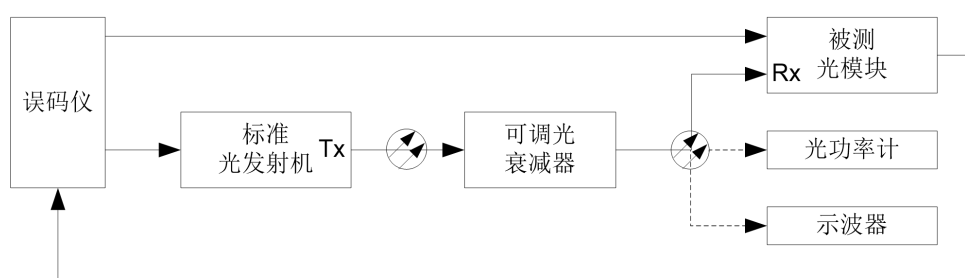 误码仪
标准
光发射机
Tx
可调光
衰减器
被测
光模块
Rx
光功率计
示波器